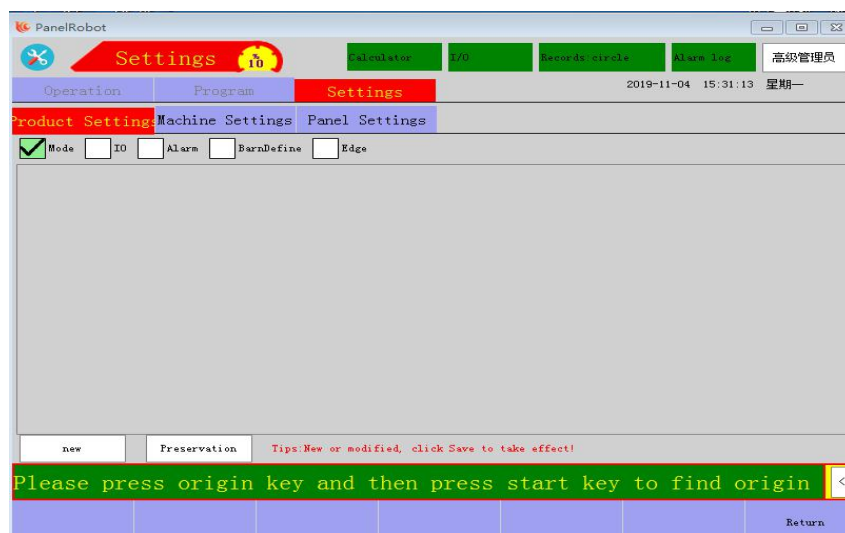 PanelRobot
Settings % 10 Calculator I/O Records circle Alarm log 高级管理员
Operation Program Settings 2019-11-04 15:31:13 星期一
Product Settings Machine Settings Panel Settings
Mode IO Alarm BarnDefine Edge
new Preservation Tips:New or modified, click Save to take effect!
Please press origin key and then press start key to find origin <
Return